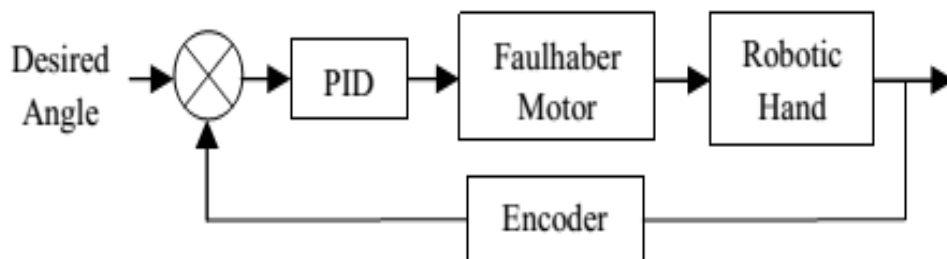 Desired
Angle
PID
Faulhaber
Motor
Robotic
Hand
Encoder